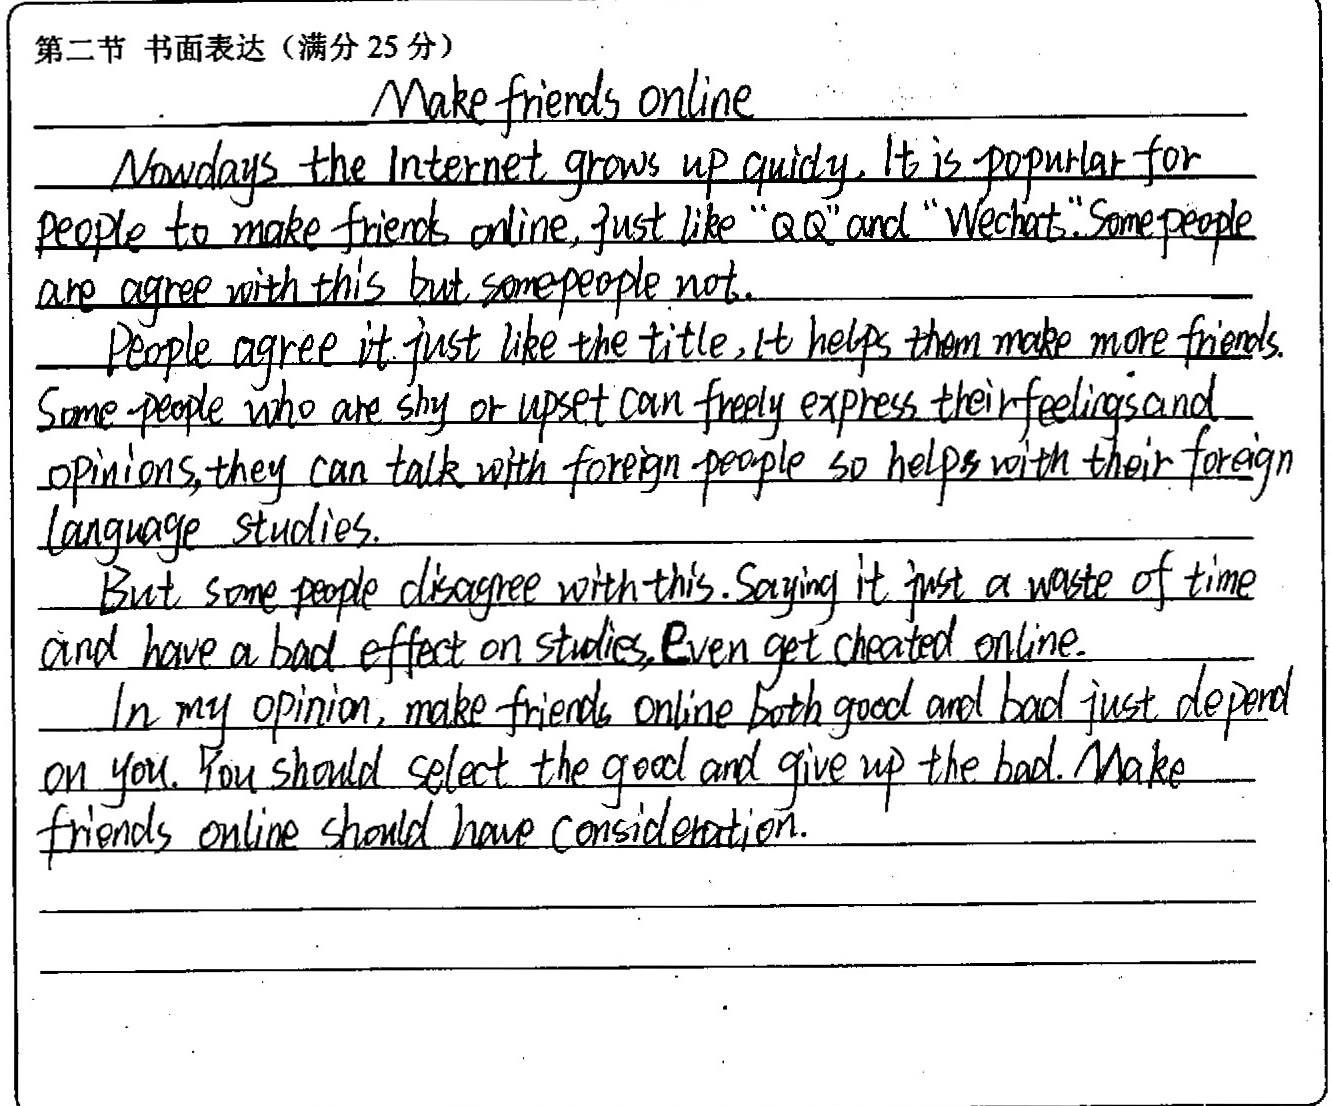 第二节 书面表达（满分 25 分）
Make friends online
Nowdays the Internet grows up quicly. It is popurlar for
people to make friends online, just like "QQ" and "Wechat". Some people
are agree with this but some people not.
People agree it just like the title, It helps them make more friends.
Some people who are shy or upset can freely express their feelings and
opinions, they can talk with foreign people so helps with their foreign
language studies.
But some people disagree with this. Saying it just a waste of time
and have a bad effect on studies, Even get cheated online.
In my opinion, make friends online both good and bad just depend
on you. You should select the good and give up the bad. Make
friends online should have consideration.